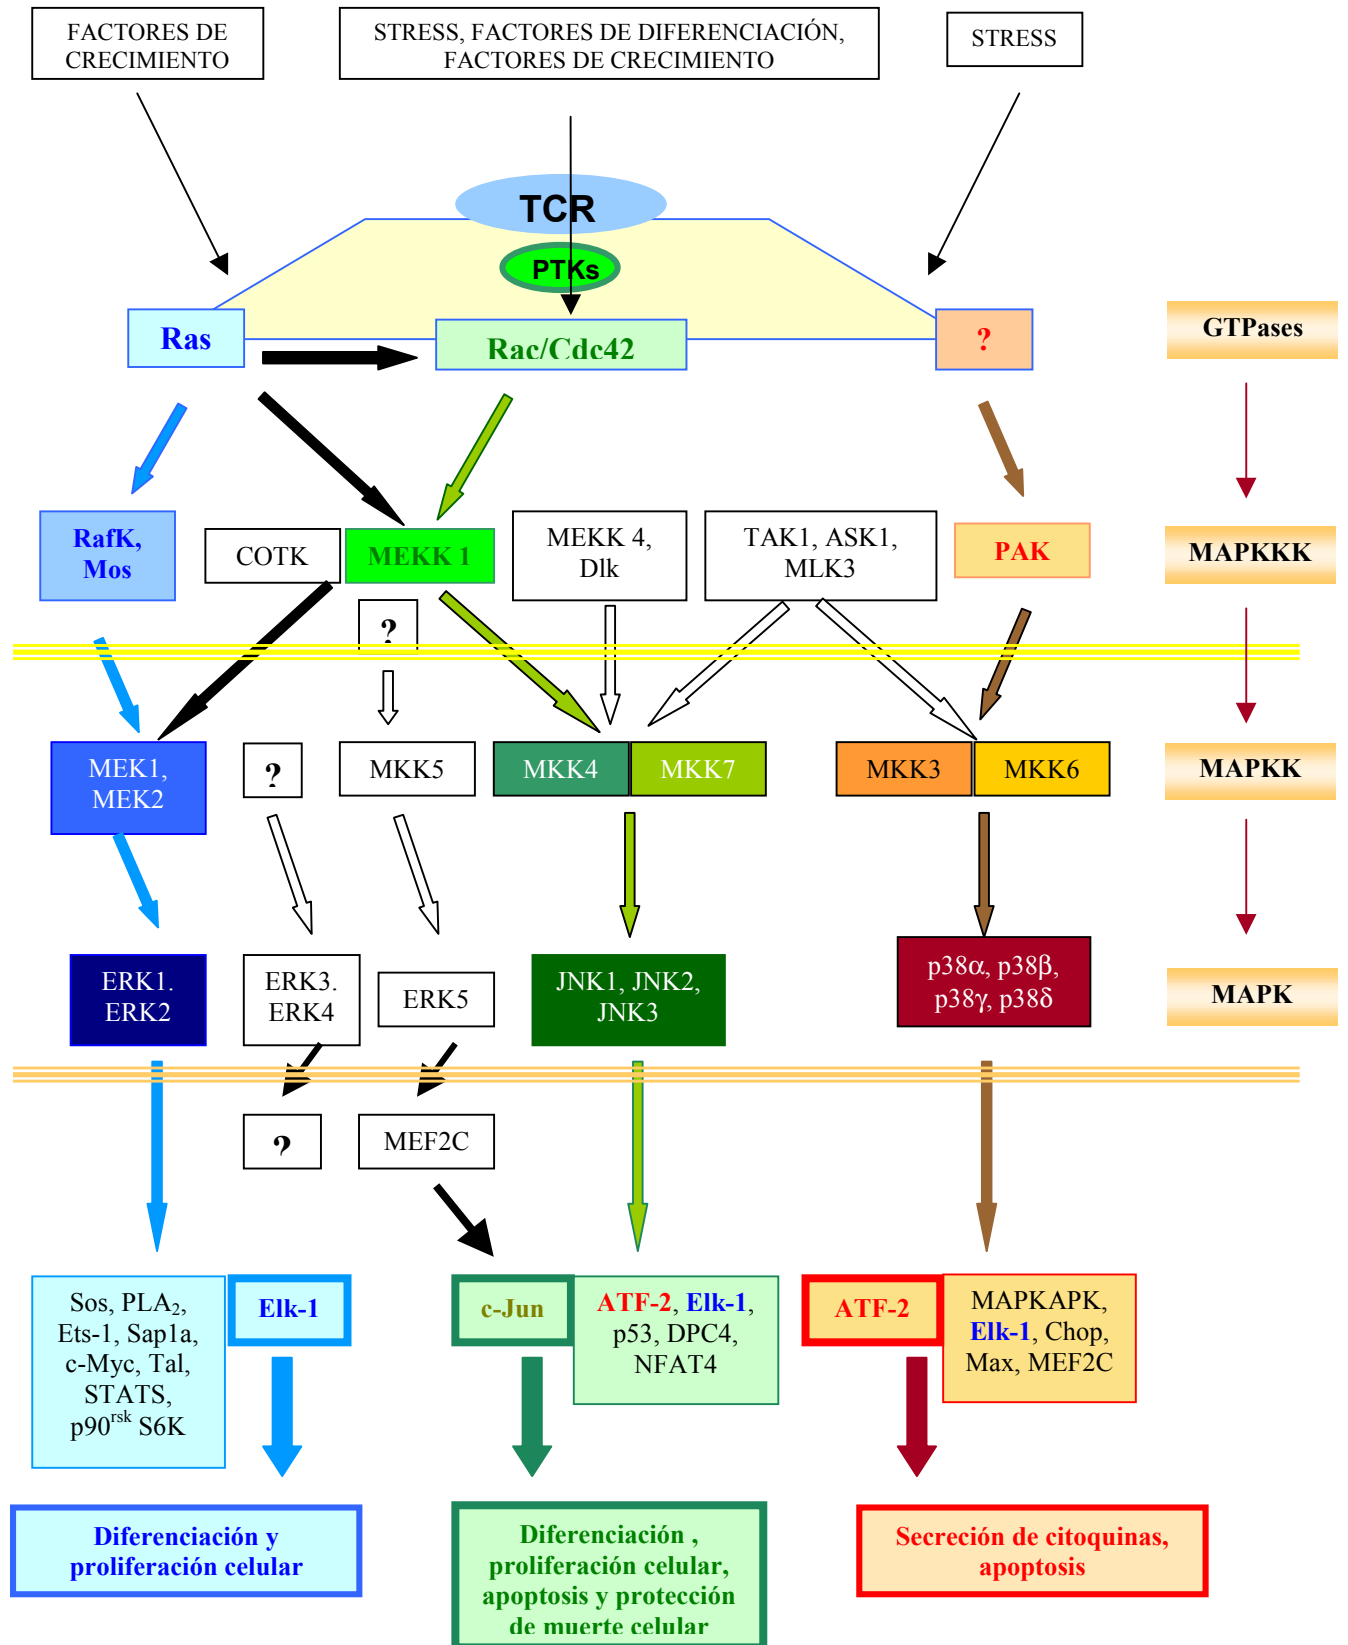 FACTORES DE
CRECIMIENTO
STRESS, FACTORES DE DIFERENCIACIÓN,
FACTORES DE CRECIMIENTO
STRESS
TCR
PTKs
Ras
Rac/Cdc42
?
GTPases
RafK,
Mos
COTK
MEKK 1
MEKK 4,
Dlk
TAK1, ASK1,
MLK3
PAK
MAPKKK
?
MEK1,
MEK2
?
MKK5
MKK4
MKK7
MKK3
MKK6
MAPKK
ERK1.
ERK2
ERK3.
ERK4
ERK5
JNK1, JNK2,
JNK3
p38α, p38β,
p38γ, p38δ
MAPK
?
MEF2C
Sos, PLA₂,
Ets-1, Sap1a,
c-Myc, Tal,
STATS,
p90ʳˢᵏ S6K
Elk-1
c-Jun
ATF-2, Elk-1,
p53, DPC4,
NFAT4
ATF-2
MAPKAPK,
Elk-1, Chop,
Max, MEF2C
Diferenciación y
proliferación celular
Diferenciación ,
proliferación celular,
apoptosis y protección
de muerte celular
Secreción de citoquinas,
apoptosis